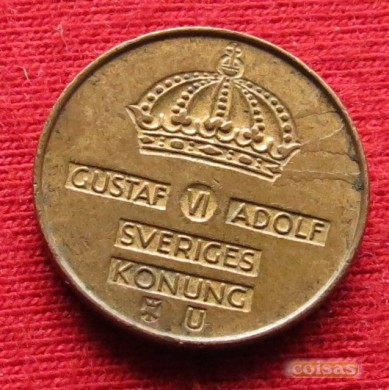 GUSTAF VI ADOLF
SVERIGES
KONUNG
U
coisas